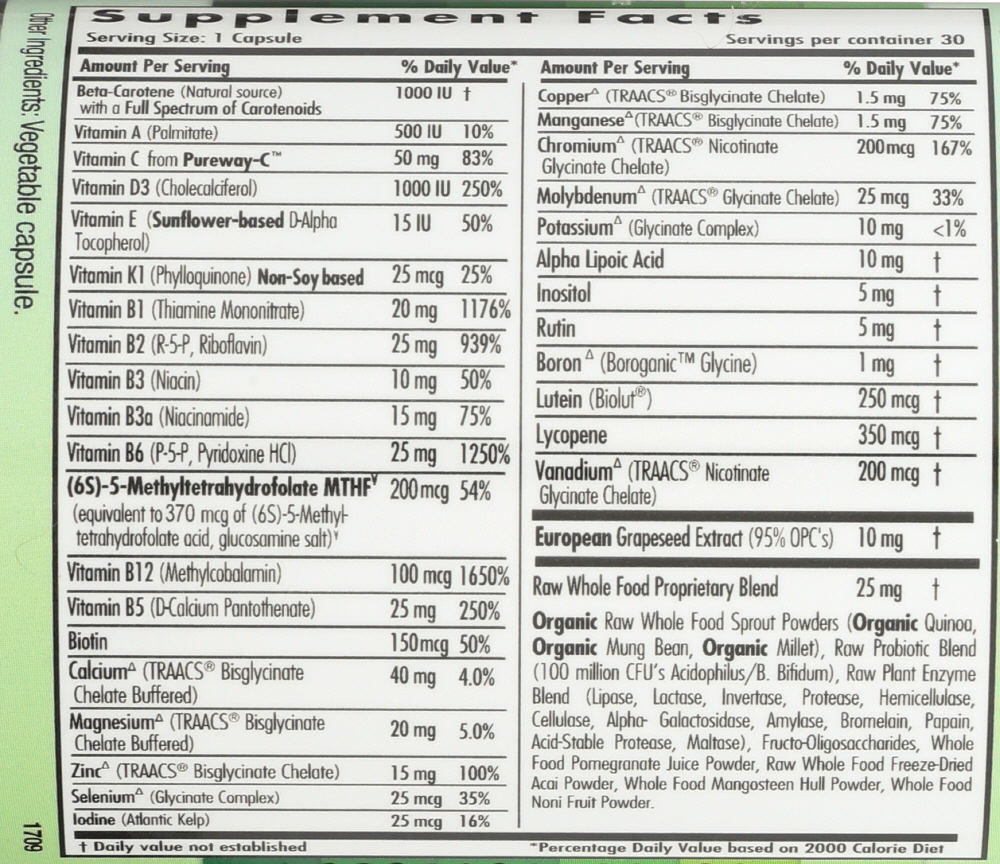 Supplement Facts
Serving Size: 1 Capsule
Servings per container 30
Amount Per Serving % Daily Value*
Beta-Carotene (Natural source) 1000 IU †
with a Full Spectrum of Carotenoids
Vitamin A (Palmitate) 500 IU 10%
Vitamin C from Pureway-C™ 50 mg 83%
Vitamin D3 (Cholecalciferol) 1000 IU 250%
Vitamin E (Sunflower-based D-Alpha 15 IU 50%
Tocopherol)
Vitamin K1 (Phylloquinone) Non-Soy based 25 mcg 25%
Vitamin B1 (Thiamine Mononitrate) 20 mg 1176%
Vitamin B2 (R-5-P, Riboflavin) 25 mg 939%
Vitamin B3 (Niacin) 10 mg 50%
Vitamin B3a (Niacinamide) 15 mg 75%
Vitamin B6 (P-5-P, Pyridoxine HCl) 25 mg 1250%
(6S)-5-Methyltetrahydrofolate MTHF¥ 200 mcg 54%
(equivalent to 370 mcg of (6S)-5-Methyl-
tetrahydrofolate acid, glucosamine salt)¥
Vitamin B12 (Methylcobalamin) 100 mcg 1650%
Vitamin B5 (D-Calcium Pantothenate) 25 mg 250%
Biotin 150mcg 50%
Calcium∆ (TRAACS® Bisglycinate 40 mg 4.0%
Chelate Buffered)
Magnesium∆ (TRAACS® Bisglycinate 20 mg 5.0%
Chelate Buffered)
Zinc∆ (TRAACS® Bisglycinate Chelate) 15 mg 100%
Selenium∆ (Glycinate Complex) 25 mcg 35%
Iodine (Atlantic Kelp) 25 mcg 16%
Amount Per Serving % Daily Value*
Copper∆ (TRAACS® Bisglycinate Chelate) 1.5 mg 75%
Manganese∆ (TRAACS® Bisglycinate Chelate) 1.5 mg 75%
Chromium∆ (TRAACS® Nicotinate 200mcg 167%
Glycinate Chelate)
Molybdenum∆ (TRAACS® Glycinate Chelate) 25 mcg 33%
Potassium∆ (Glycinate Complex) 10 mg <1%
Alpha Lipoic Acid 10 mg †
Inositol 5 mg †
Rutin 5 mg †
Boron ∆ (Boroganic™ Glycine) 1 mg †
Lutein (Biolut®) 250 mcg †
Lycopene 350 mcg †
Vanadium∆ (TRAACS® Nicotinate 200 mcg †
Glycinate Chelate)
European Grapeseed Extract (95% OPC's) 10 mg †
Raw Whole Food Proprietary Blend 25 mg †
Organic Raw Whole Food Sprout Powders (Organic Quinoa,
Organic Mung Bean, Organic Millet), Raw Probiotic Blend
(100 million CFU's Acidophilus/B. Bifidum), Raw Plant Enzyme
Blend (Lipase, Lactase, Invertase, Protease, Hemicellulase,
Cellulase, Alpha- Galactosidase, Amylase, Bromelain, Papain,
Acid-Stable Protease, Maltase), Fructo-Oligosaccharides, Whole
Food Pomegranate Juice Powder, Raw Whole Food Freeze-Dried
Acai Powder, Whole Food Mangosteen Hull Powder, Whole Food
Noni Fruit Powder.
† Daily value not established
*Percentage Daily Value based on 2000 Calorie Diet
Other Ingredients: Vegetable capsule.
1709